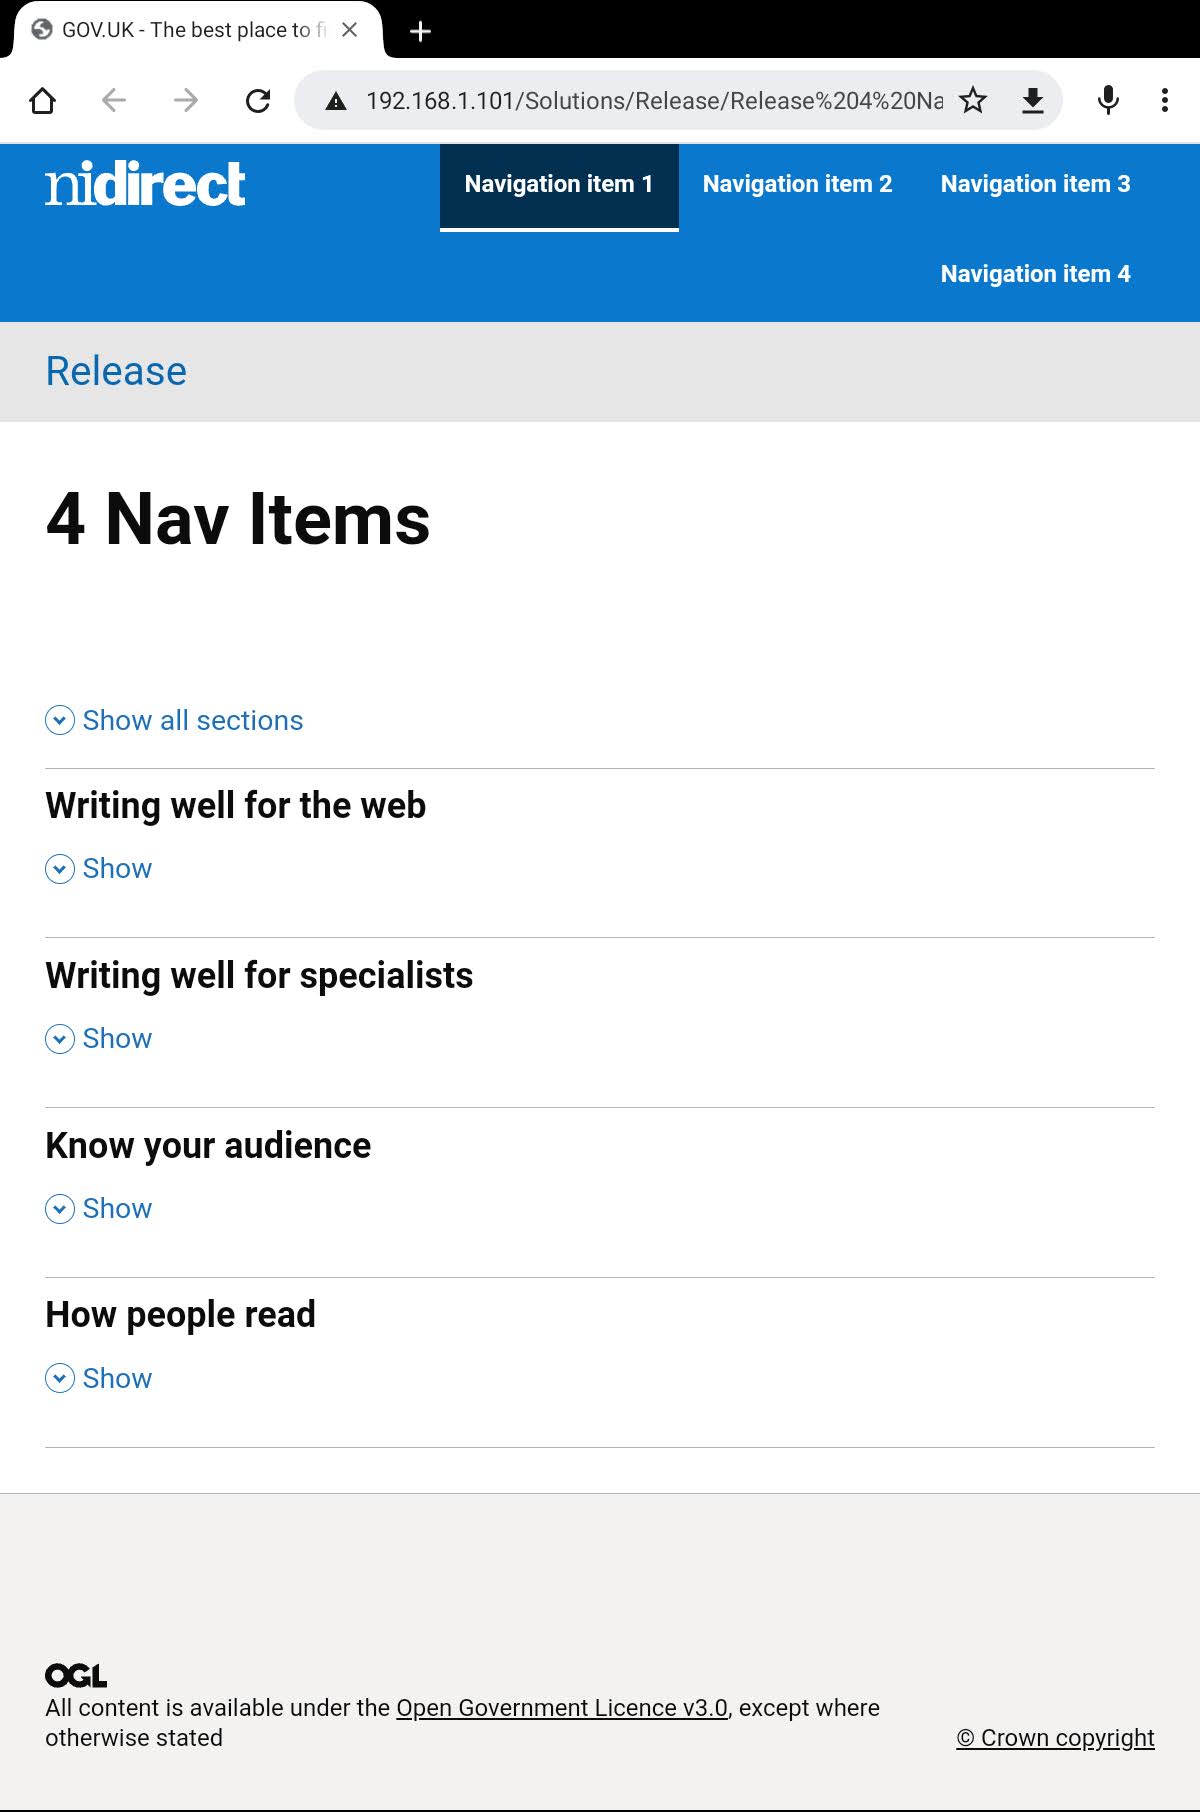 GOV.UK - The best place to
192.168.1.101/Solutions/Release/Release%204%20Na
nidirect
Navigation item 1 Navigation item 2 Navigation item 3
Navigation item 4
Release
4 Nav Items
Show all sections
Writing well for the web
Show
Writing well for specialists
Show
Know your audience
Show
How people read
Show
OGL
All content is available under the Open Government Licence v3.0, except where
otherwise stated
© Crown copyright